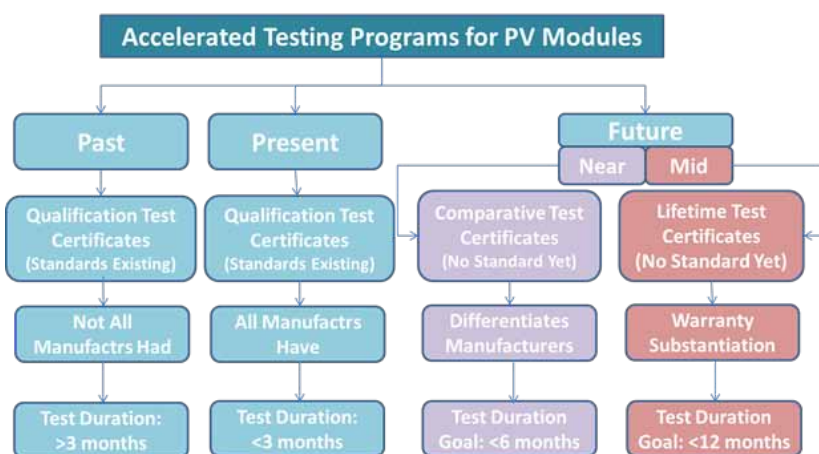 Accelerated Testing Programs for PV Modules
Past
Present
Future
Near
Mid
Qualification Test
Certificates
(Standards Existing)
Qualification Test
Certificates
(Standards Existing)
Comparative Test
Certificates
(No Standard Yet)
Lifetime Test
Certificates
(No Standard Yet)
Not All
Manufactrs Had
All Manufactrs
Have
Differentiates
Manufacturers
Warranty
Substantiation
Test Duration:
>3 months
Test Duration:
<3 months
Test Duration
Goal: <6 months
Test Duration
Goal: <12 months